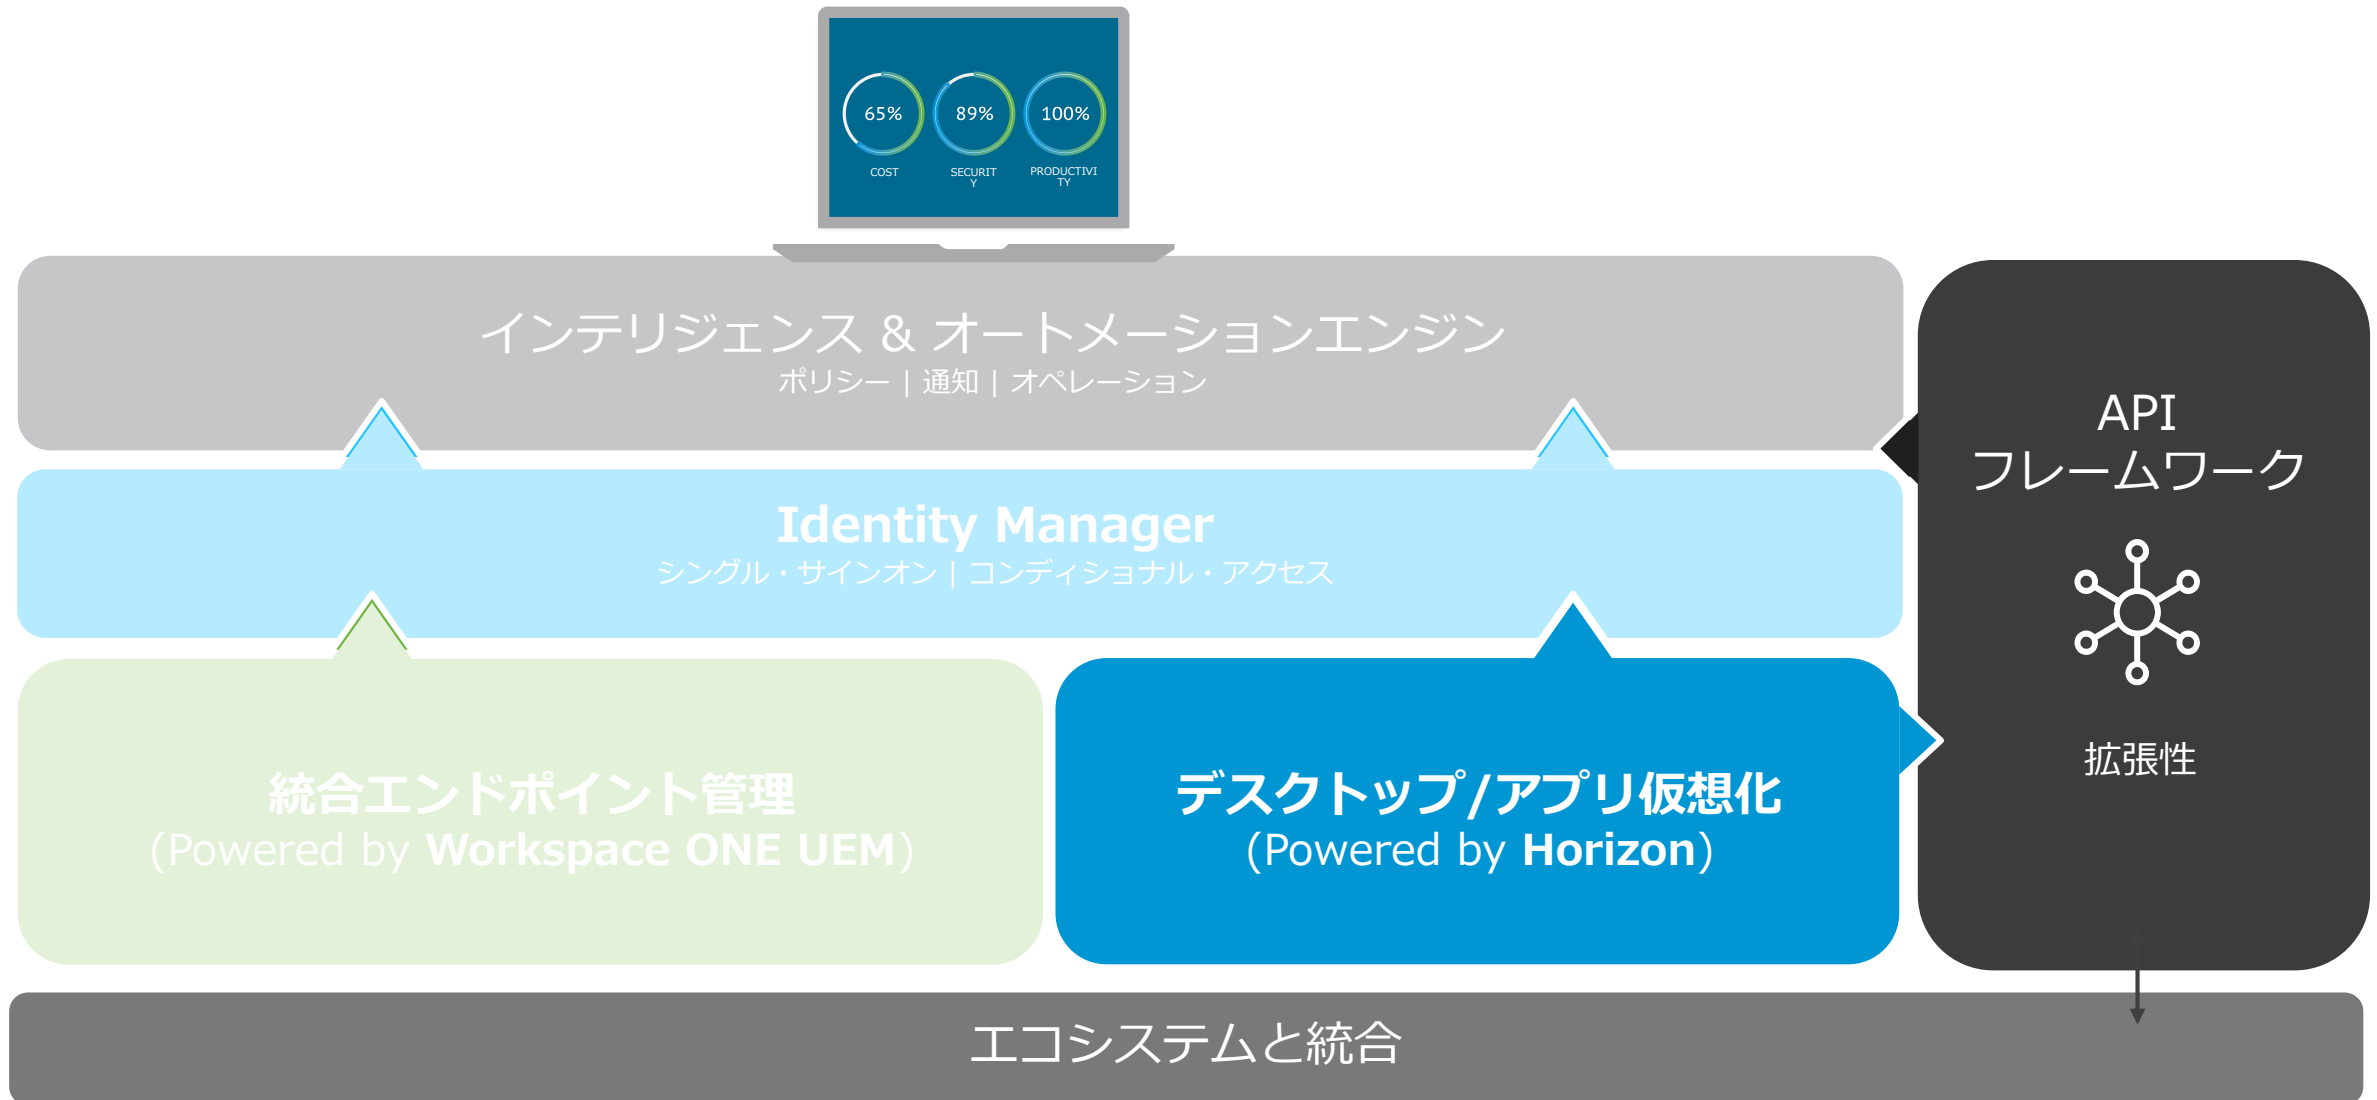 65%
89%
100%
COST
SECURIT
Y
PRODUCTIVI
TY
インテリジェンス & オートメーションエンジン
ポリシー | 通知 | オペレーション
Identity Manager
シングル・サインオン | コンディショナル・アクセス
統合エンドポイント管理
(Powered by Workspace ONE UEM)
デスクトップ/アプリ仮想化
(Powered by Horizon)
API
フレームワーク
拡張性
エコシステムと統合